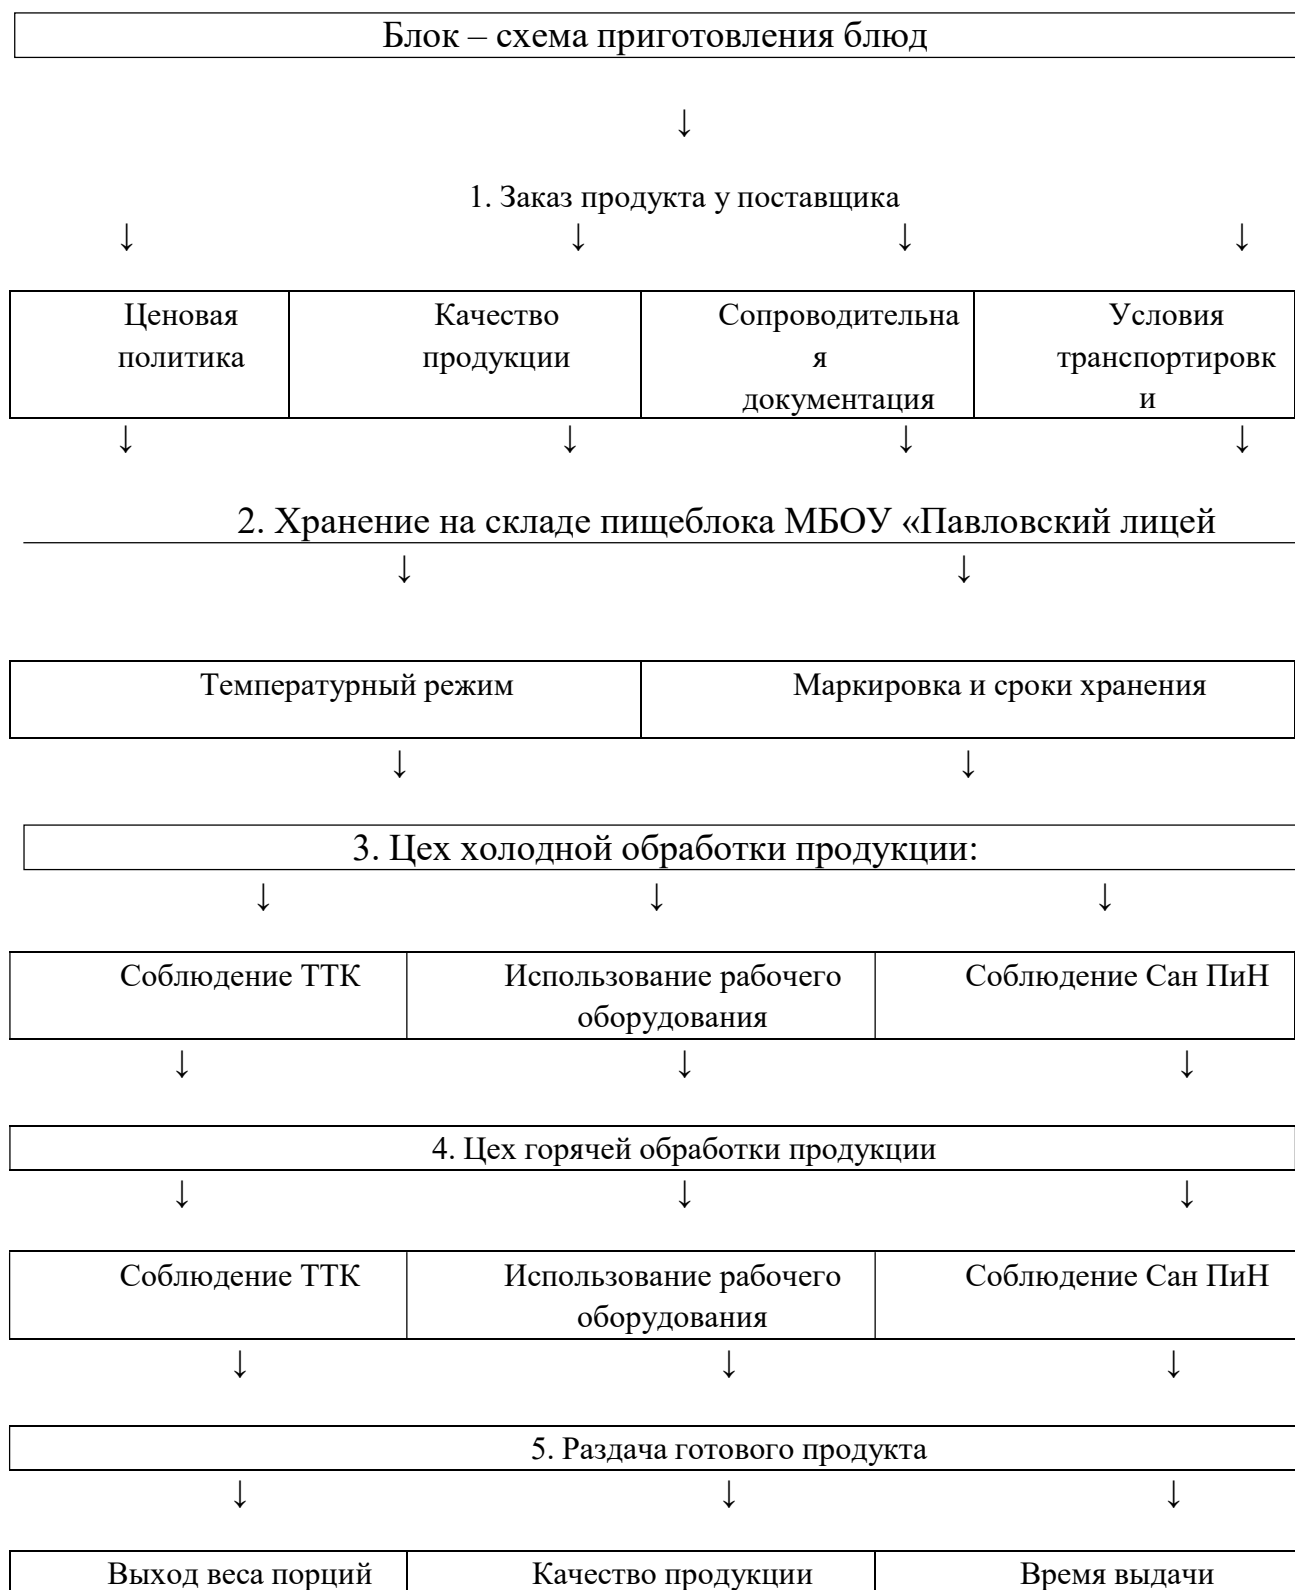 Блок – схема приготовления блюд
↓
1. Заказ продукта у поставщика
↓ ↓ ↓ ↓
Ценовая политика
Качество продукции
Сопроводительна
я
документация
Условия
транспортировк
и
↓ ↓ ↓ ↓
2. Хранение на складе пищеблока МБОУ «Павловский лицей
↓ ↓
Температурный режим
Маркировка и сроки хранения
↓ ↓
3. Цех холодной обработки продукции:
↓ ↓ ↓
Соблюдение ТТК
Использование рабочего
оборудования
Соблюдение Сан ПиН
↓ ↓ ↓
4. Цех горячей обработки продукции
↓ ↓ ↓
Соблюдение ТТК
Использование рабочего
оборудования
Соблюдение Сан ПиН
↓ ↓ ↓
5. Раздача готового продукта
↓ ↓ ↓
Выход веса порций
Качество продукции
Время выдачи